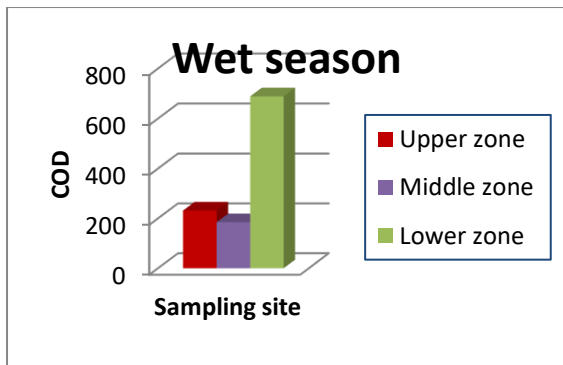 Wet season
800
600
400
200
0
COD
Sampling site
Upper zone
Middle zone
Lower zone